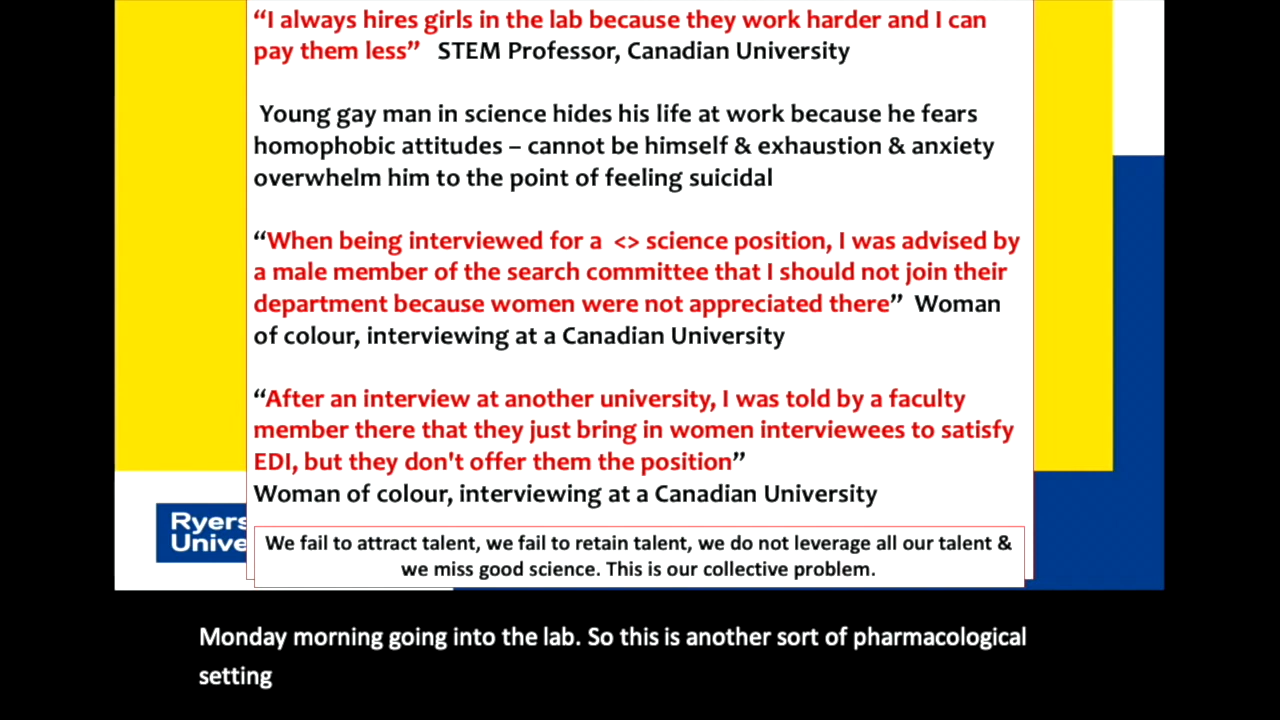 “I always hires girls in the lab because they work harder and I can
pay them less” STEM Professor, Canadian University
Young gay man in science hides his life at work because he fears
homophobic attitudes – cannot be himself & exhaustion & anxiety
overwhelm him to the point of feeling suicidal
“When being interviewed for a <> science position, I was advised by
a male member of the search committee that I should not join their
department because women were not appreciated there” Woman
of colour, interviewing at a Canadian University
“After an interview at another university, I was told by a faculty
member there that they just bring in women interviewees to satisfy
EDI, but they don't offer them the position”
Woman of colour, interviewing at a Canadian University
Ryers
Unive
We fail to attract talent, we fail to retain talent, we do not leverage all our talent &
we miss good science. This is our collective problem.
Monday morning going into the lab. So this is another sort of pharmacological
setting